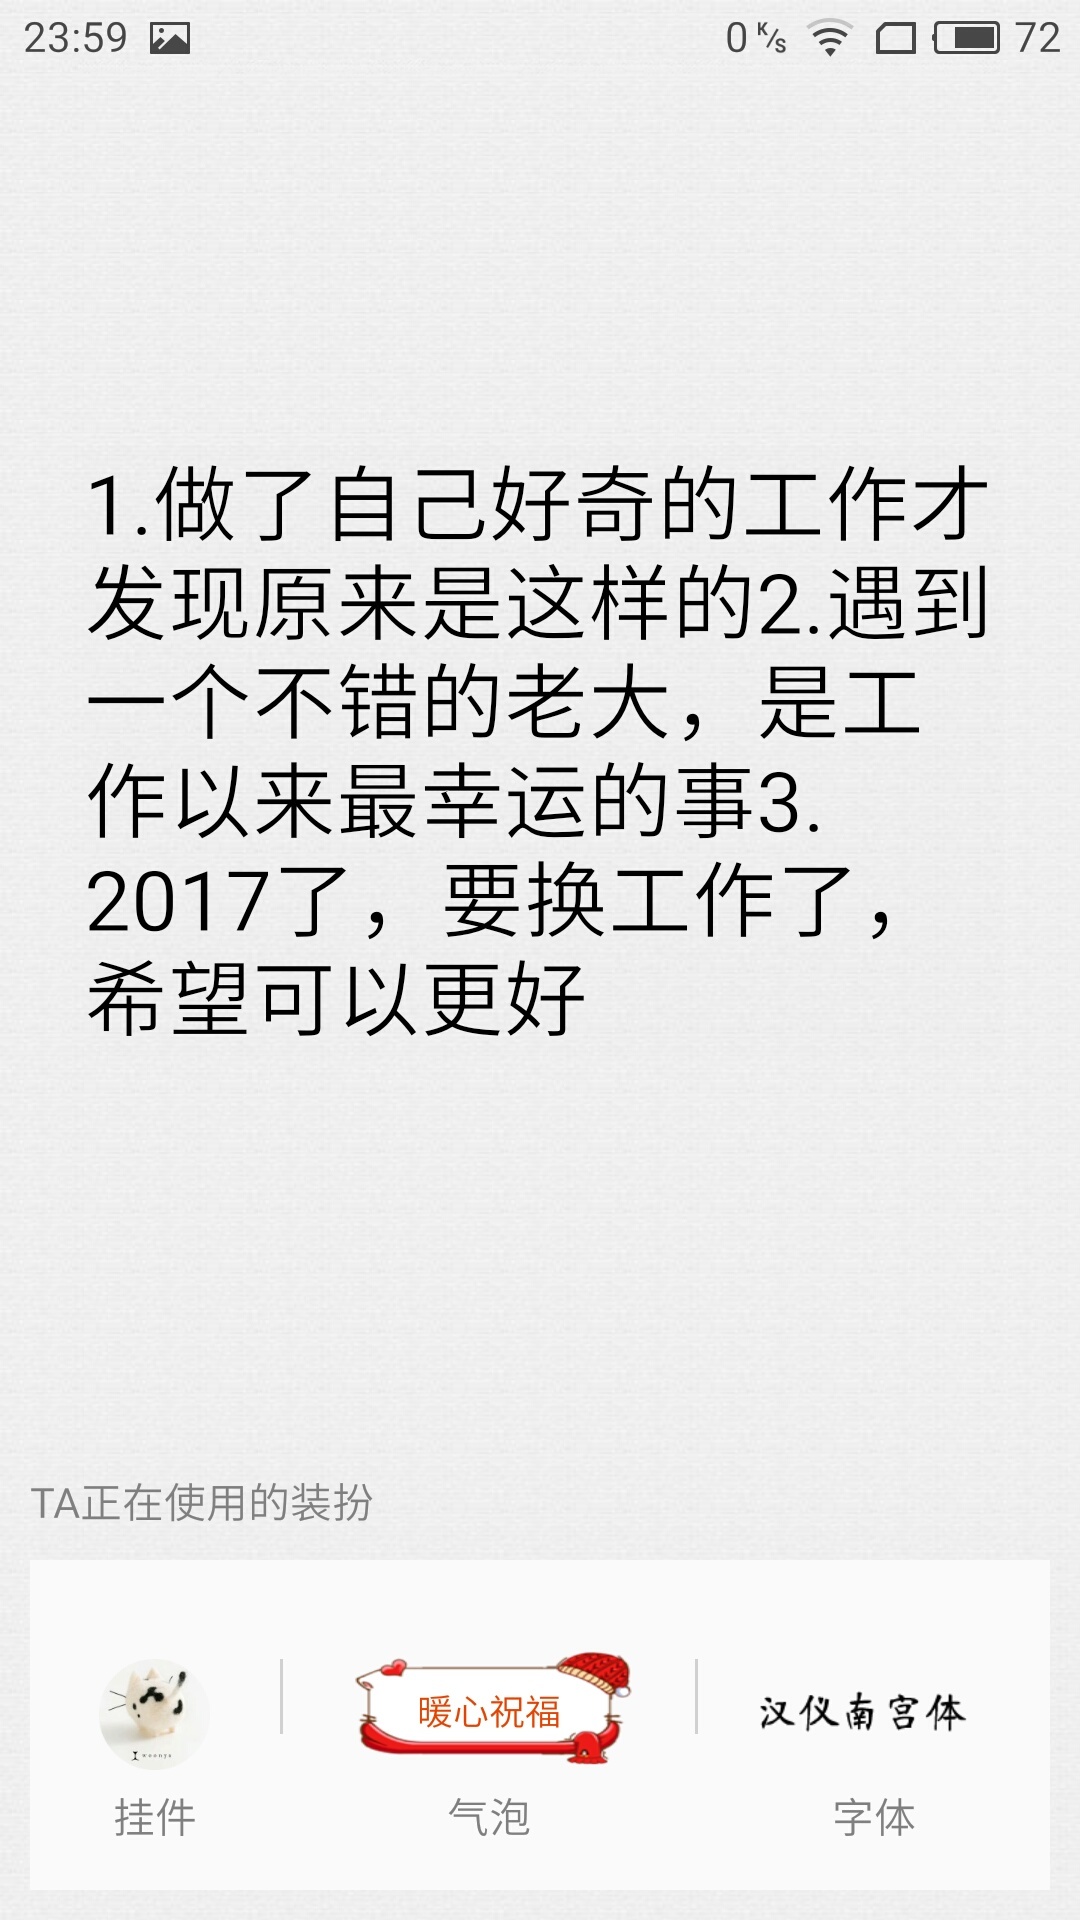 23:59
0 K/s 72
1.做了自己好奇的工作才
发现原来是这样的2.遇到
一个不错的老大，是工
作以来最幸运的事3.
2017了，要换工作了，
希望可以更好
TA正在使用的装扮
weenys
暖心祝福
汉仪南宫体
挂件
气泡
字体